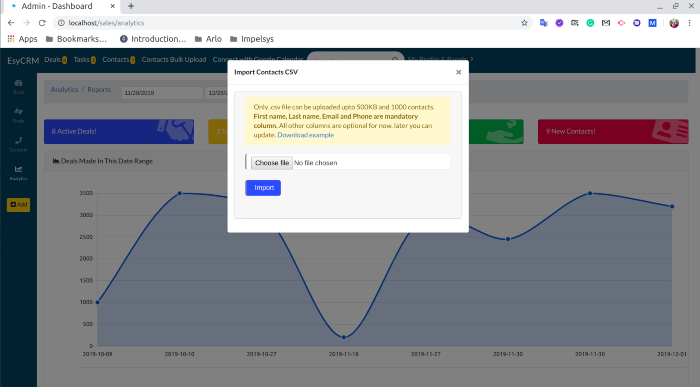 Admin - Dashboard
localhost/sales/analytics
Apps Bookmarks... Introduction... Arlo Impelsys
EsyCRM Deals 0 Tasks 0 Contacts 0 Contacts Bulk Upload Connect with Google Calendar
Import Contacts CSV
Analytics / Reports 11/28/2019
Only .csv file can be uploaded upto 500KB and 1000 contacts.
First name, Last name, Email and Phone are mandatory
column. All other columns are optional for now, later you can
update. Download example
Choose file No file chosen
Import
8 Active Deals!
9 New Contacts!
Deals
Contacts
Analytics
+ Add
Deals Made In This Date Range
3500
3000
2500
2000
1500
1000
500
0
2019-10-09 2019-10-10 2019-10-27 2019-11-18 2019-11-27 2019-11-30 2019-11-30 2019-12-01